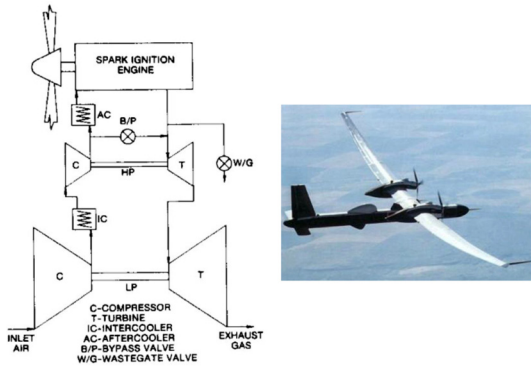 SPARK IGNITION
ENGINE
AC
B/P
C
HP
T
W/G
IC
C
T
LP
C-COMPRESSOR
T-TURBINE
IC-INTERCOOLER
AC-AFTERCOOLER
B/P-BYPASS VALVE
W/G-WASTEGATE VALVE
INLET
AIR
EXHAUST
GAS